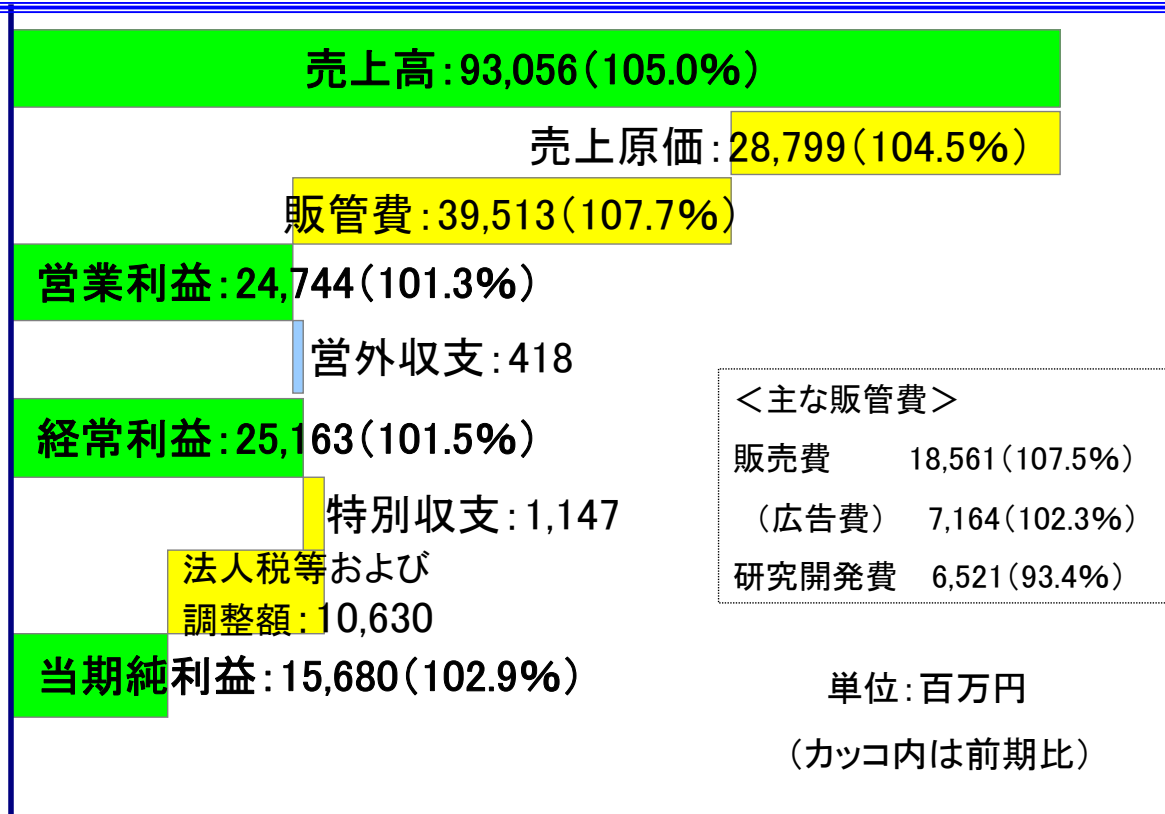 売上高：93,056（105.0％）
売上原価：28,799（104.5％）
販管費：39,513（107.7％）
営業利益：24,744（101.3％）
営外収支：418
経常利益：25,163（101.5％）
特別収支：1,147
法人税等および
調整額：10,630
当期純利益：15,680（102.9％）
＜主な販管費＞
販売費　18,561（107.5％）
（広告費）　7,164（102.3％）
研究開発費　6,521（93.4％）
単位：百万円
（カッコ内は前期比）